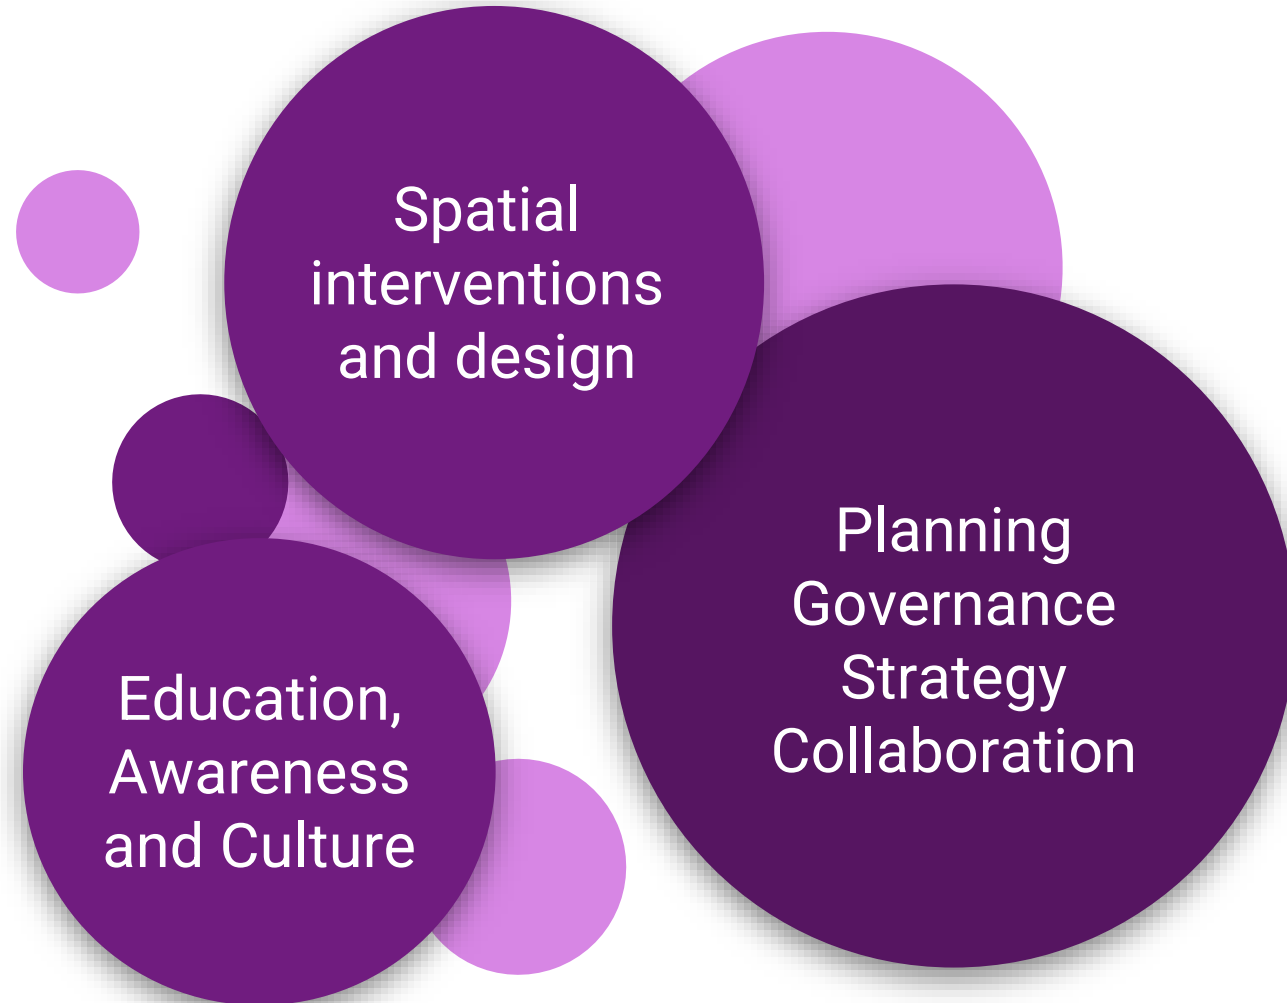 Spatial
interventions
and design
Planning
Governance
Strategy
Collaboration
Education,
Awareness
and Culture